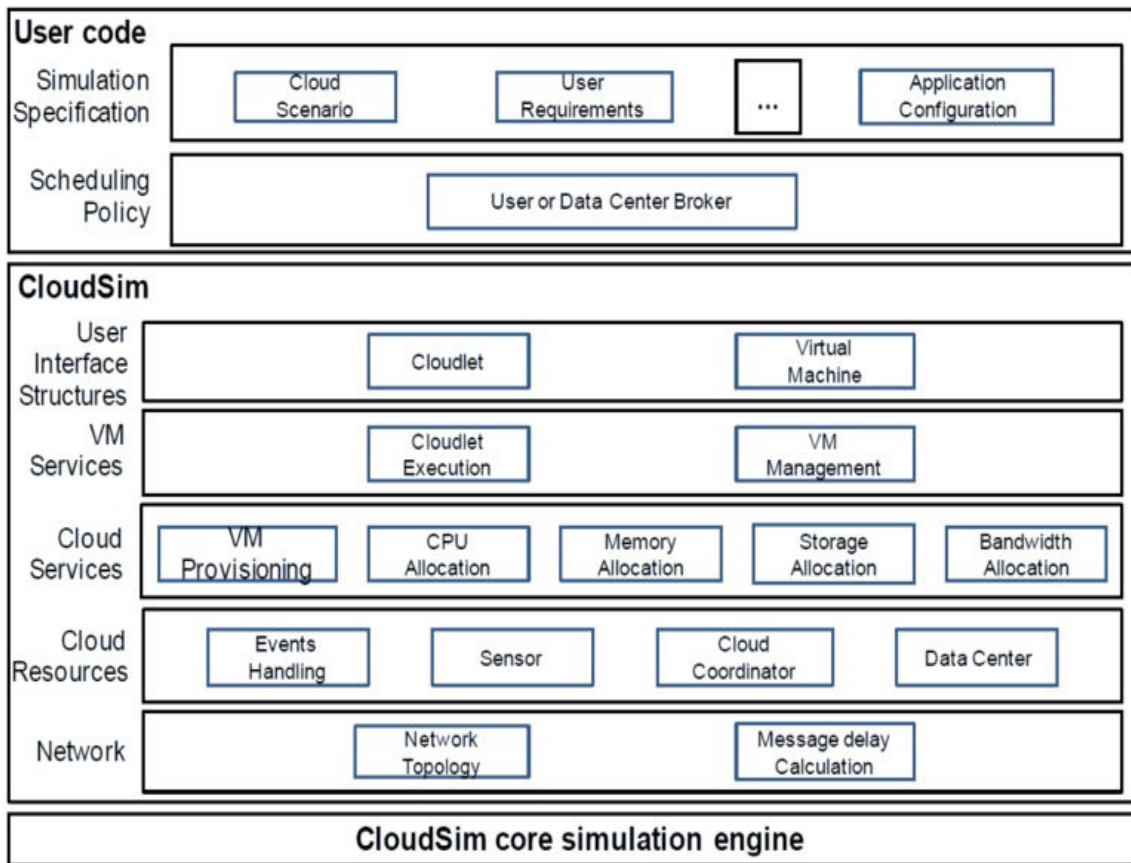 User code
Simulation
Specification
Cloud
Scenario
User
Requirements
...
Application
Configuration
Scheduling
Policy
User or Data Center Broker
CloudSim
User
Interface
Structures
Cloudlet
Virtual
Machine
VM
Services
Cloudlet
Execution
VM
Management
Cloud
Services
VM
Provisioning
CPU
Allocation
Memory
Allocation
Storage
Allocation
Bandwidth
Allocation
Cloud
Resources
Events
Handling
Sensor
Cloud
Coordinator
Data Center
Network
Network
Topology
Message delay
Calculation
CloudSim core simulation engine